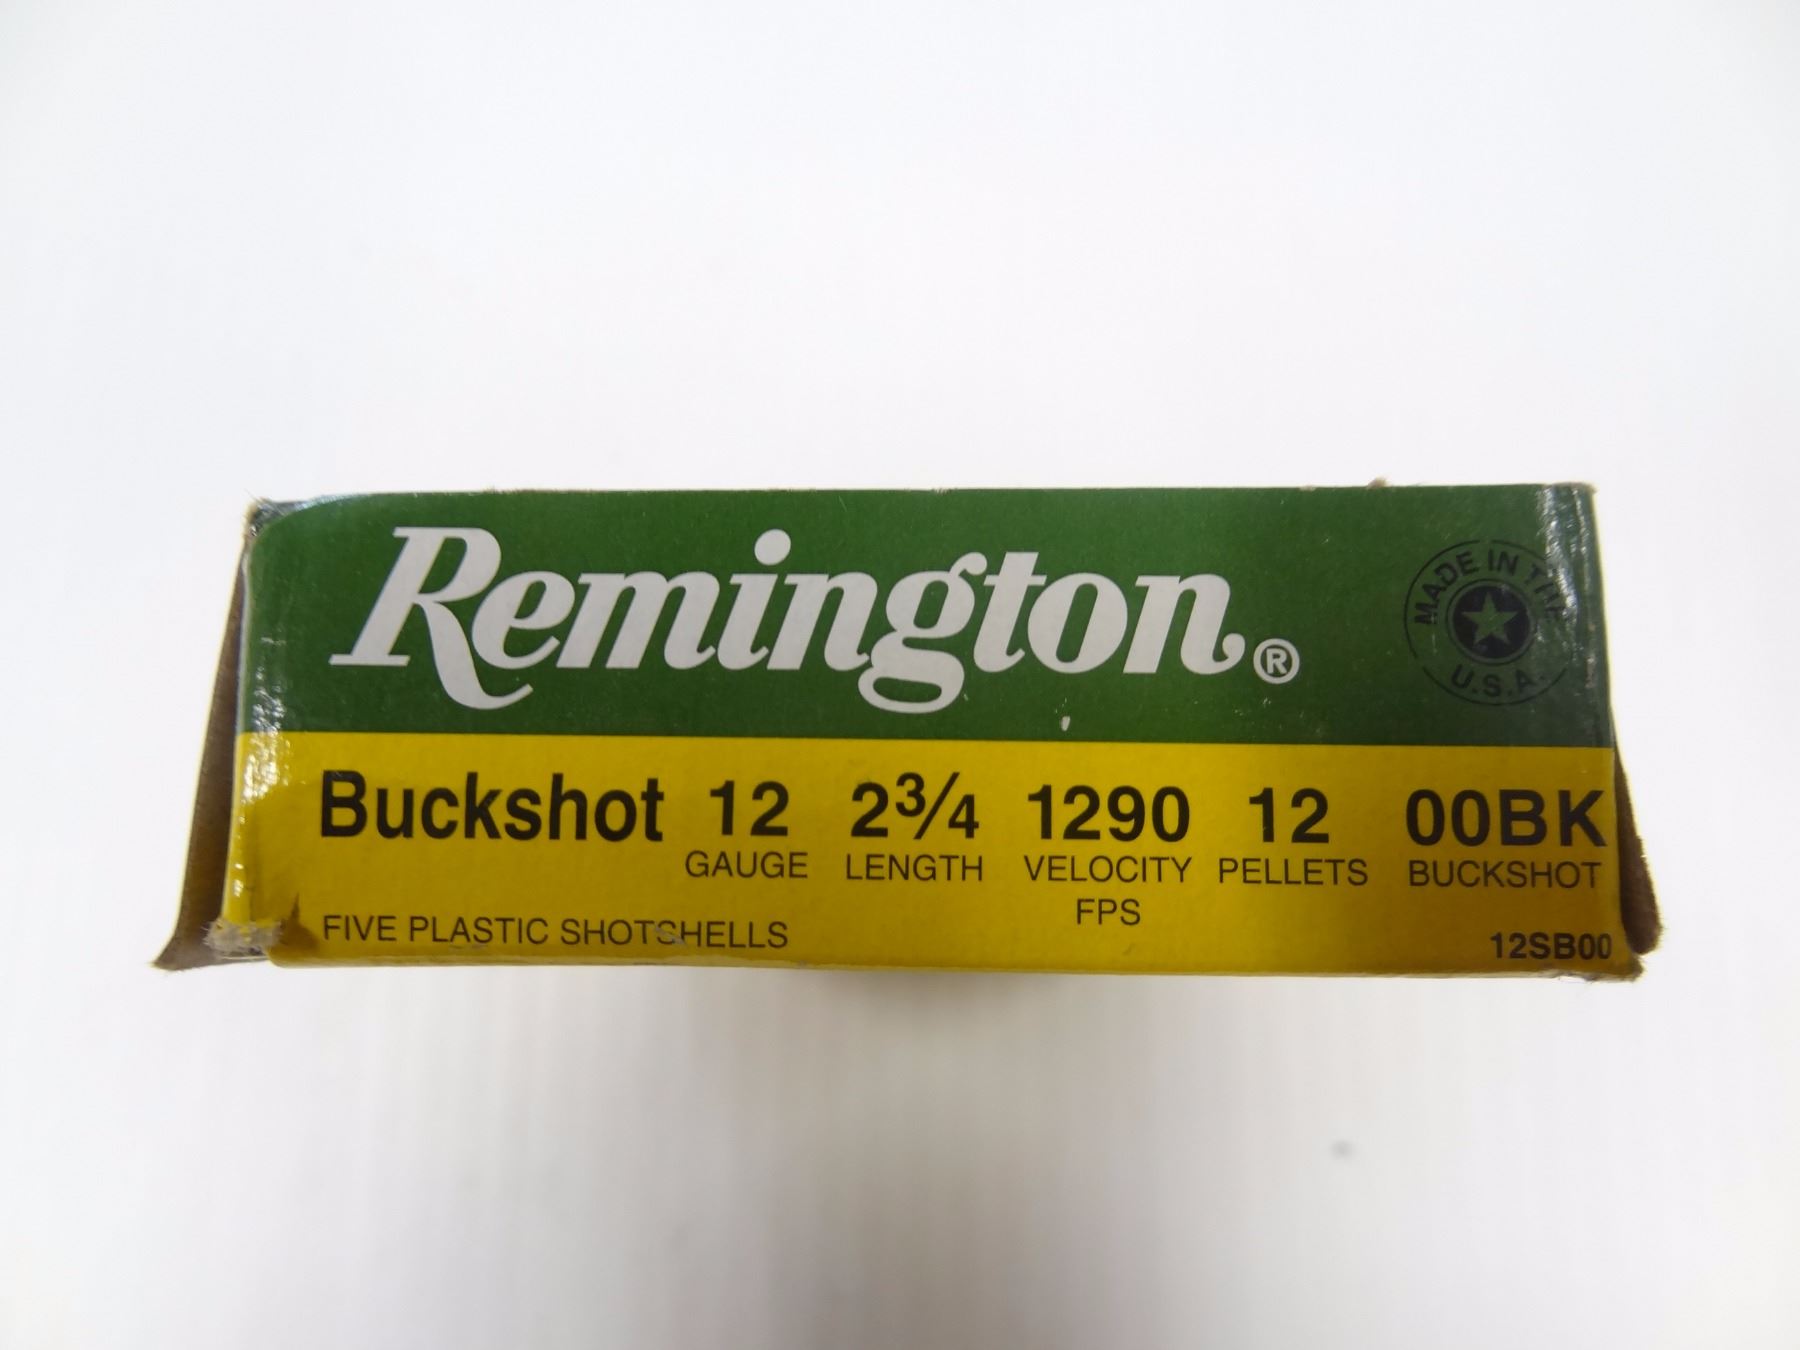 Remington®
MADE IN THE
U.S.A.
Buckshot 12 2¾ 1290 12 00BK
GAUGE LENGTH VELOCITY PELLETS BUCKSHOT
FPS
FIVE PLASTIC SHOTSHELLS
12SB00